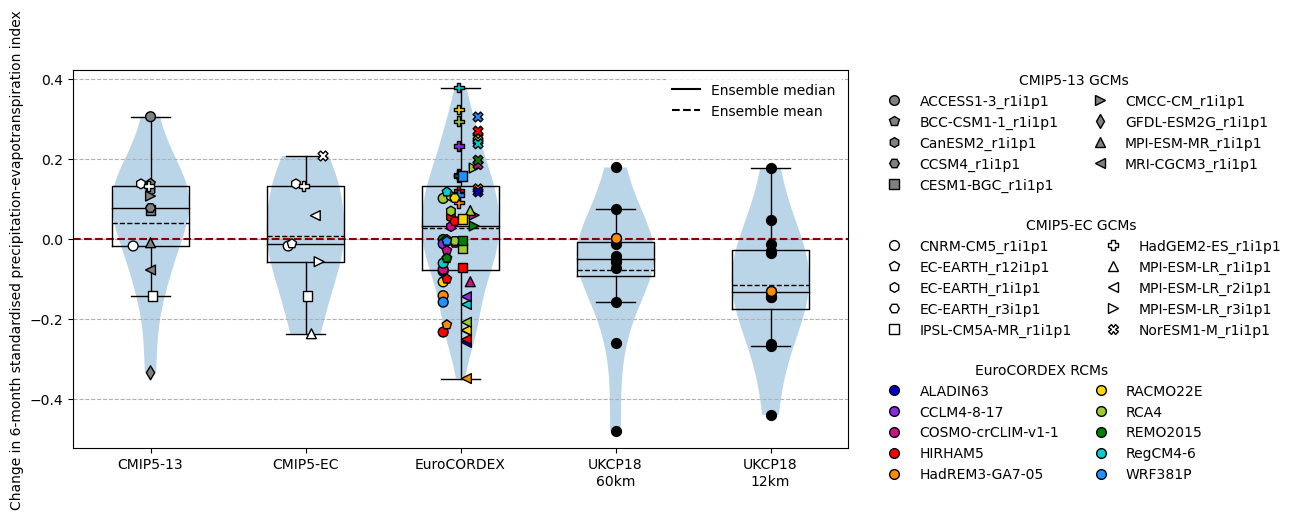 Change in 6-month standardised precipitation-evapotranspiration index
0.4
0.2
0.0
−0.2
−0.4
Ensemble median
Ensemble mean
CMIP5-13
CMIP5-EC
EuroCORDEX
UKCP18
60km
UKCP18
12km
CMIP5-13 GCMs
ACCESS1-3_r1i1p1
BCC-CSM1-1_r1i1p1
CanESM2_r1i1p1
CCSM4_r1i1p1
CESM1-BGC_r1i1p1
CMCC-CM_r1i1p1
GFDL-ESM2G_r1i1p1
MPI-ESM-MR_r1i1p1
MRI-CGCM3_r1i1p1
CMIP5-EC GCMs
CNRM-CM5_r1i1p1
EC-EARTH_r12i1p1
EC-EARTH_r1i1p1
EC-EARTH_r3i1p1
IPSL-CM5A-MR_r1i1p1
HadGEM2-ES_r1i1p1
MPI-ESM-LR_r1i1p1
MPI-ESM-LR_r2i1p1
MPI-ESM-LR_r3i1p1
NorESM1-M_r1i1p1
EuroCORDEX RCMs
ALADIN63
CCLM4-8-17
COSMO-crCLIM-v1-1
HIRHAM5
HadREM3-GA7-05
RACMO22E
RCA4
REMO2015
RegCM4-6
WRF381P